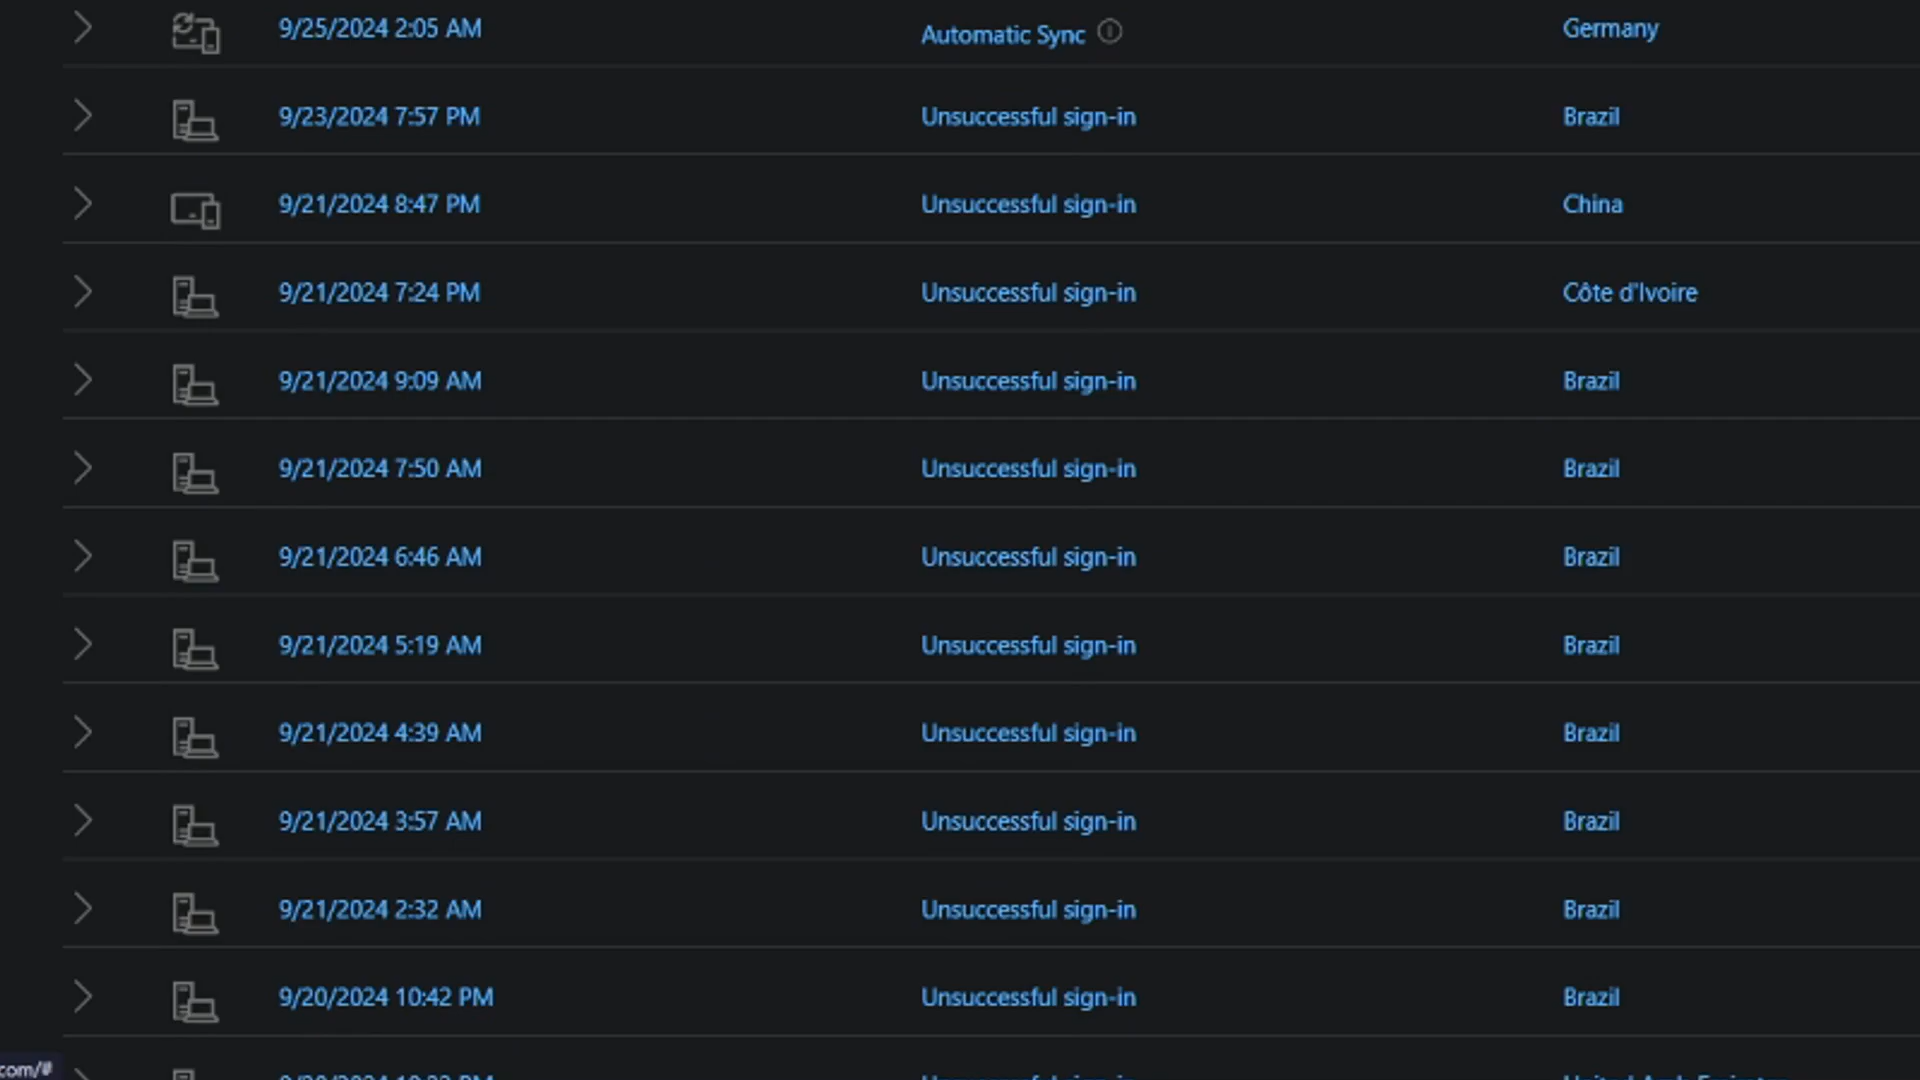 9/25/2024 2:05 AM Automatic Sync Germany
9/23/2024 7:57 PM Unsuccessful sign-in Brazil
9/21/2024 8:47 PM Unsuccessful sign-in China
9/21/2024 7:24 PM Unsuccessful sign-in Côte d'Ivoire
9/21/2024 9:09 AM Unsuccessful sign-in Brazil
9/21/2024 7:50 AM Unsuccessful sign-in Brazil
9/21/2024 6:46 AM Unsuccessful sign-in Brazil
9/21/2024 5:19 AM Unsuccessful sign-in Brazil
9/21/2024 4:39 AM Unsuccessful sign-in Brazil
9/21/2024 3:57 AM Unsuccessful sign-in Brazil
9/21/2024 2:32 AM Unsuccessful sign-in Brazil
9/20/2024 10:42 PM Unsuccessful sign-in Brazil
com/#